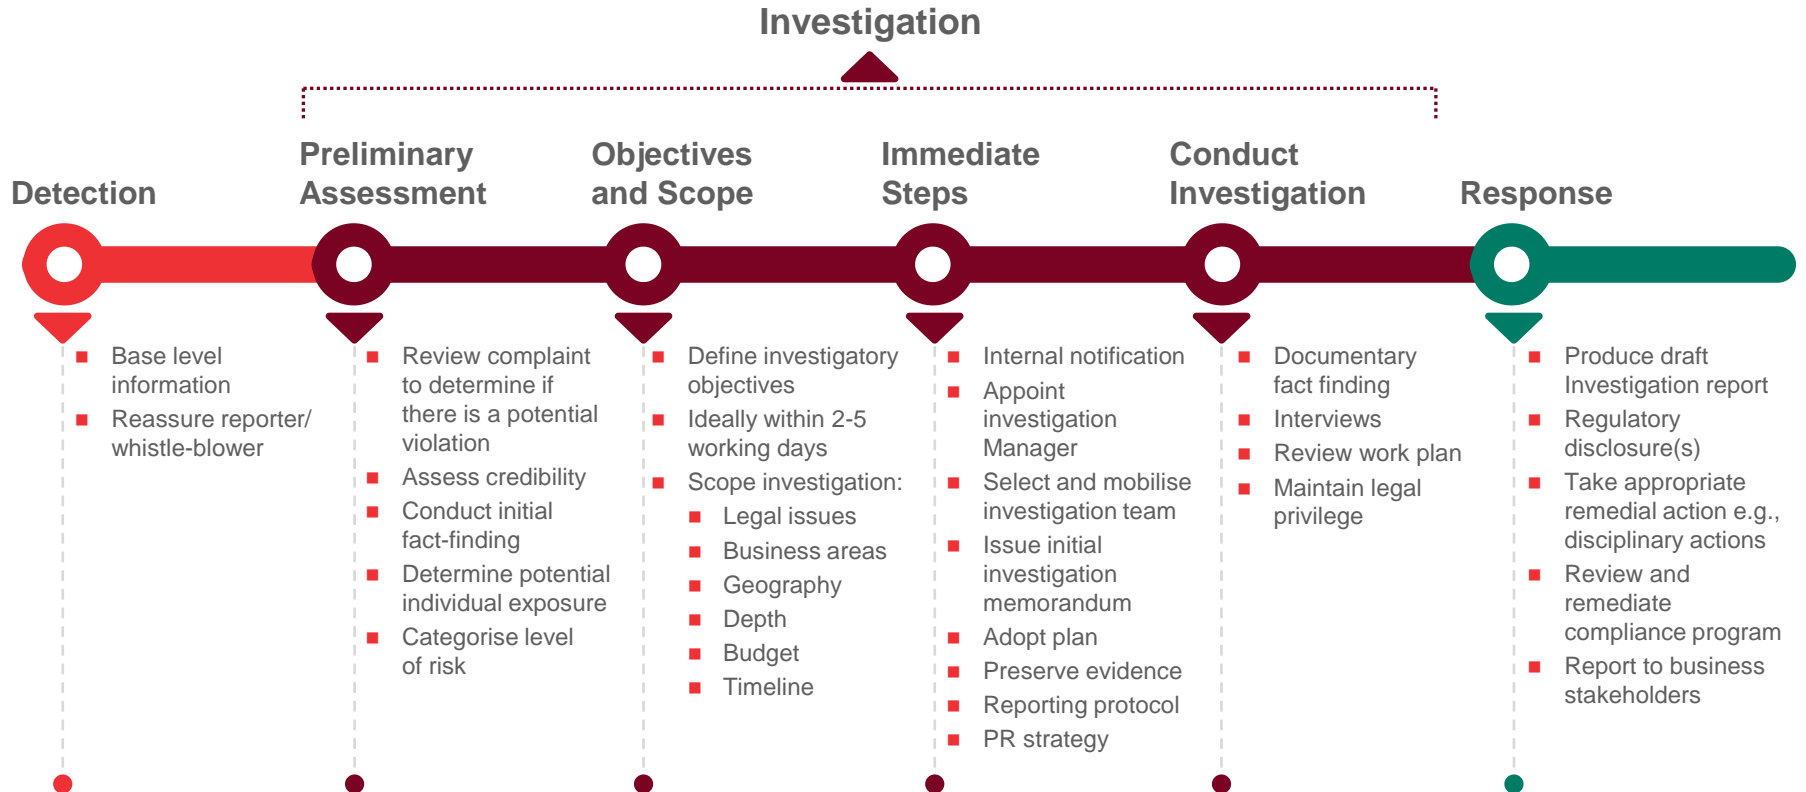 Investigation
Detection
Preliminary
Assessment
Objectives
and Scope
Immediate
Steps
Conduct
Investigation
Response
Base level
information
Reassure reporter/
whistle-blower
Review complaint
to determine if
there is a potential
violation
Assess credibility
Conduct initial
fact-finding
Determine potential
individual exposure
Categorise level
of risk
Define investigatory
objectives
Ideally within 2-5
working days
Scope investigation:
Legal issues
Business areas
Geography
Depth
Budget
Timeline
Internal notification
Appoint
investigation
Manager
Select and mobilise
investigation team
Issue initial
investigation
memorandum
Adopt plan
Preserve evidence
Reporting protocol
PR strategy
Documentary
fact finding
Interviews
Review work plan
Maintain legal
privilege
Produce draft
Investigation report
Regulatory
disclosure(s)
Take appropriate
remedial action e.g.,
disciplinary actions
Review and
remediate
compliance program
Report to business
stakeholders